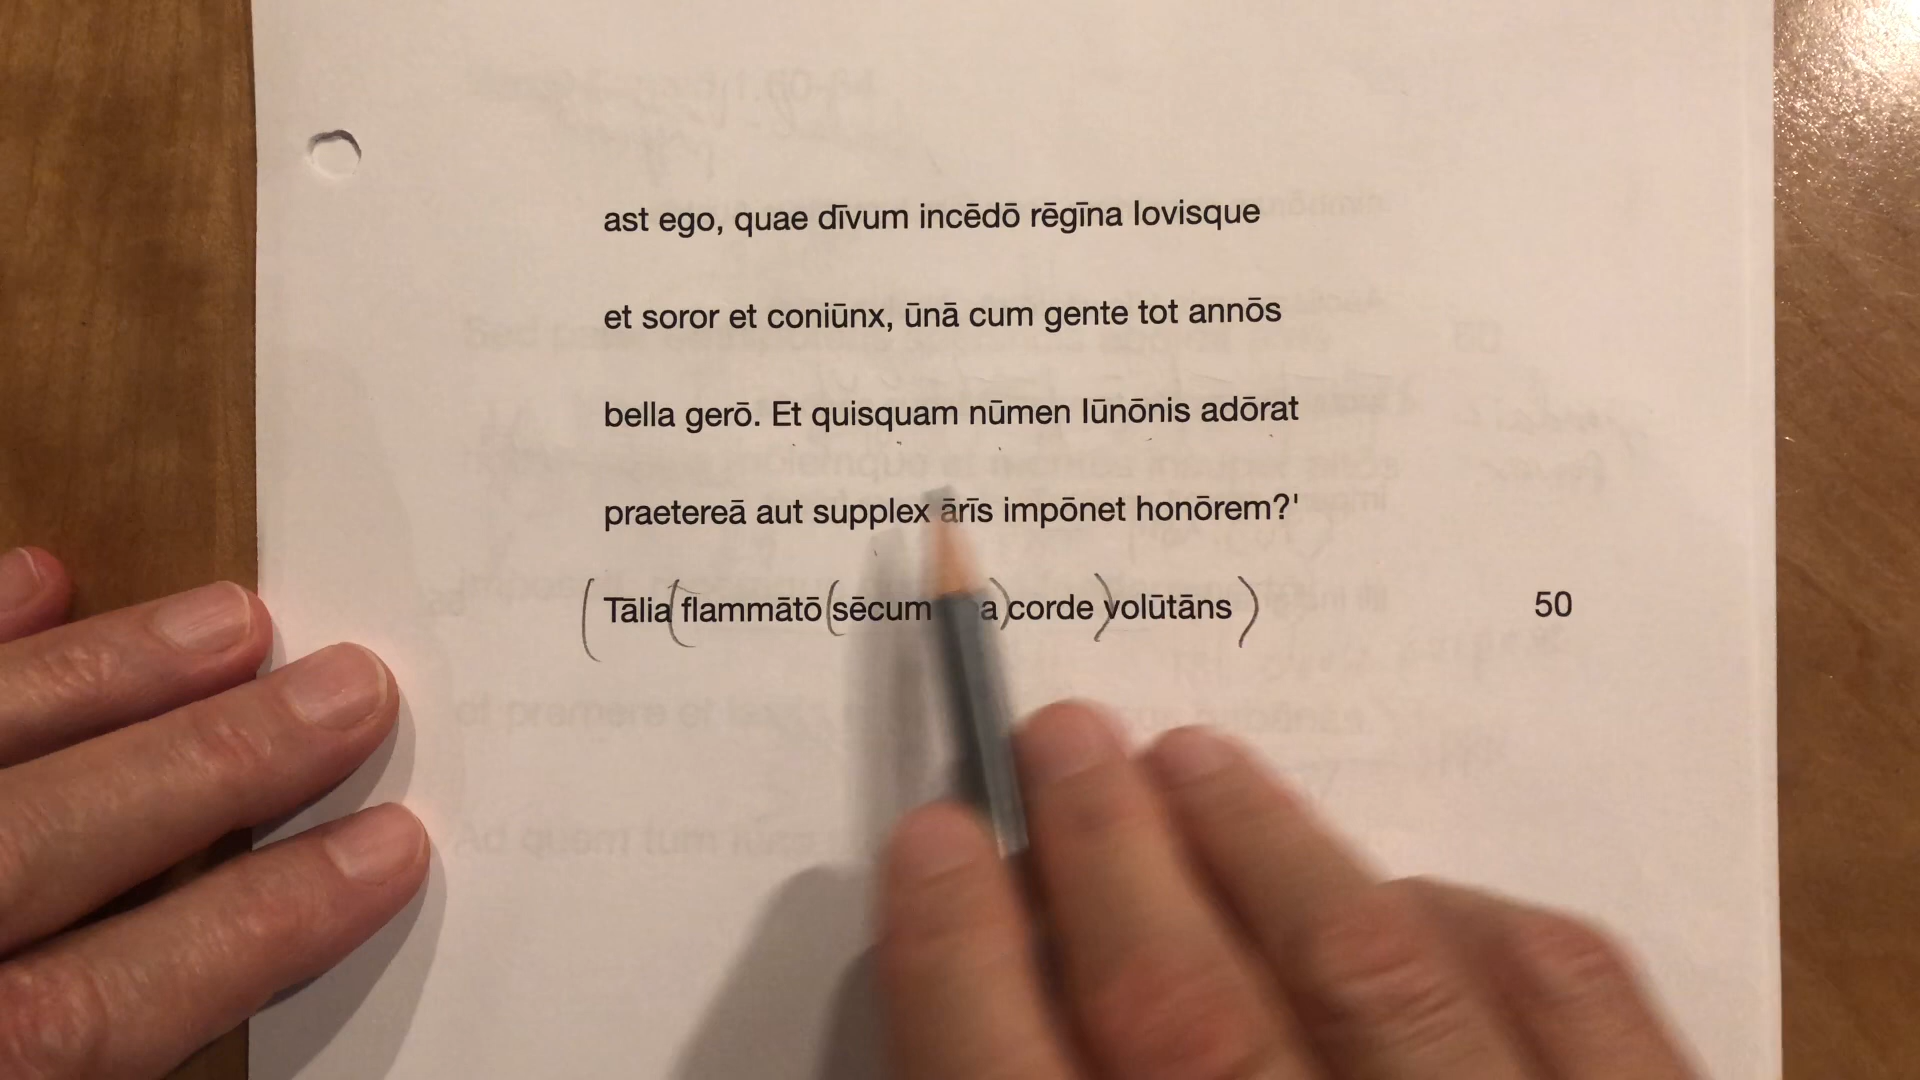 ast ego, quae dīvum incēdō rēgīna Iovisque
et soror et coniūnx, ūnā cum gente tot annōs
bella gerō. Et quisquam nūmen Iūnōnis adōrat
praetereā aut supplex ārīs impōnet honōrem?'
(Tālia(flammātō(sēcum a)corde)volūtāns) 50